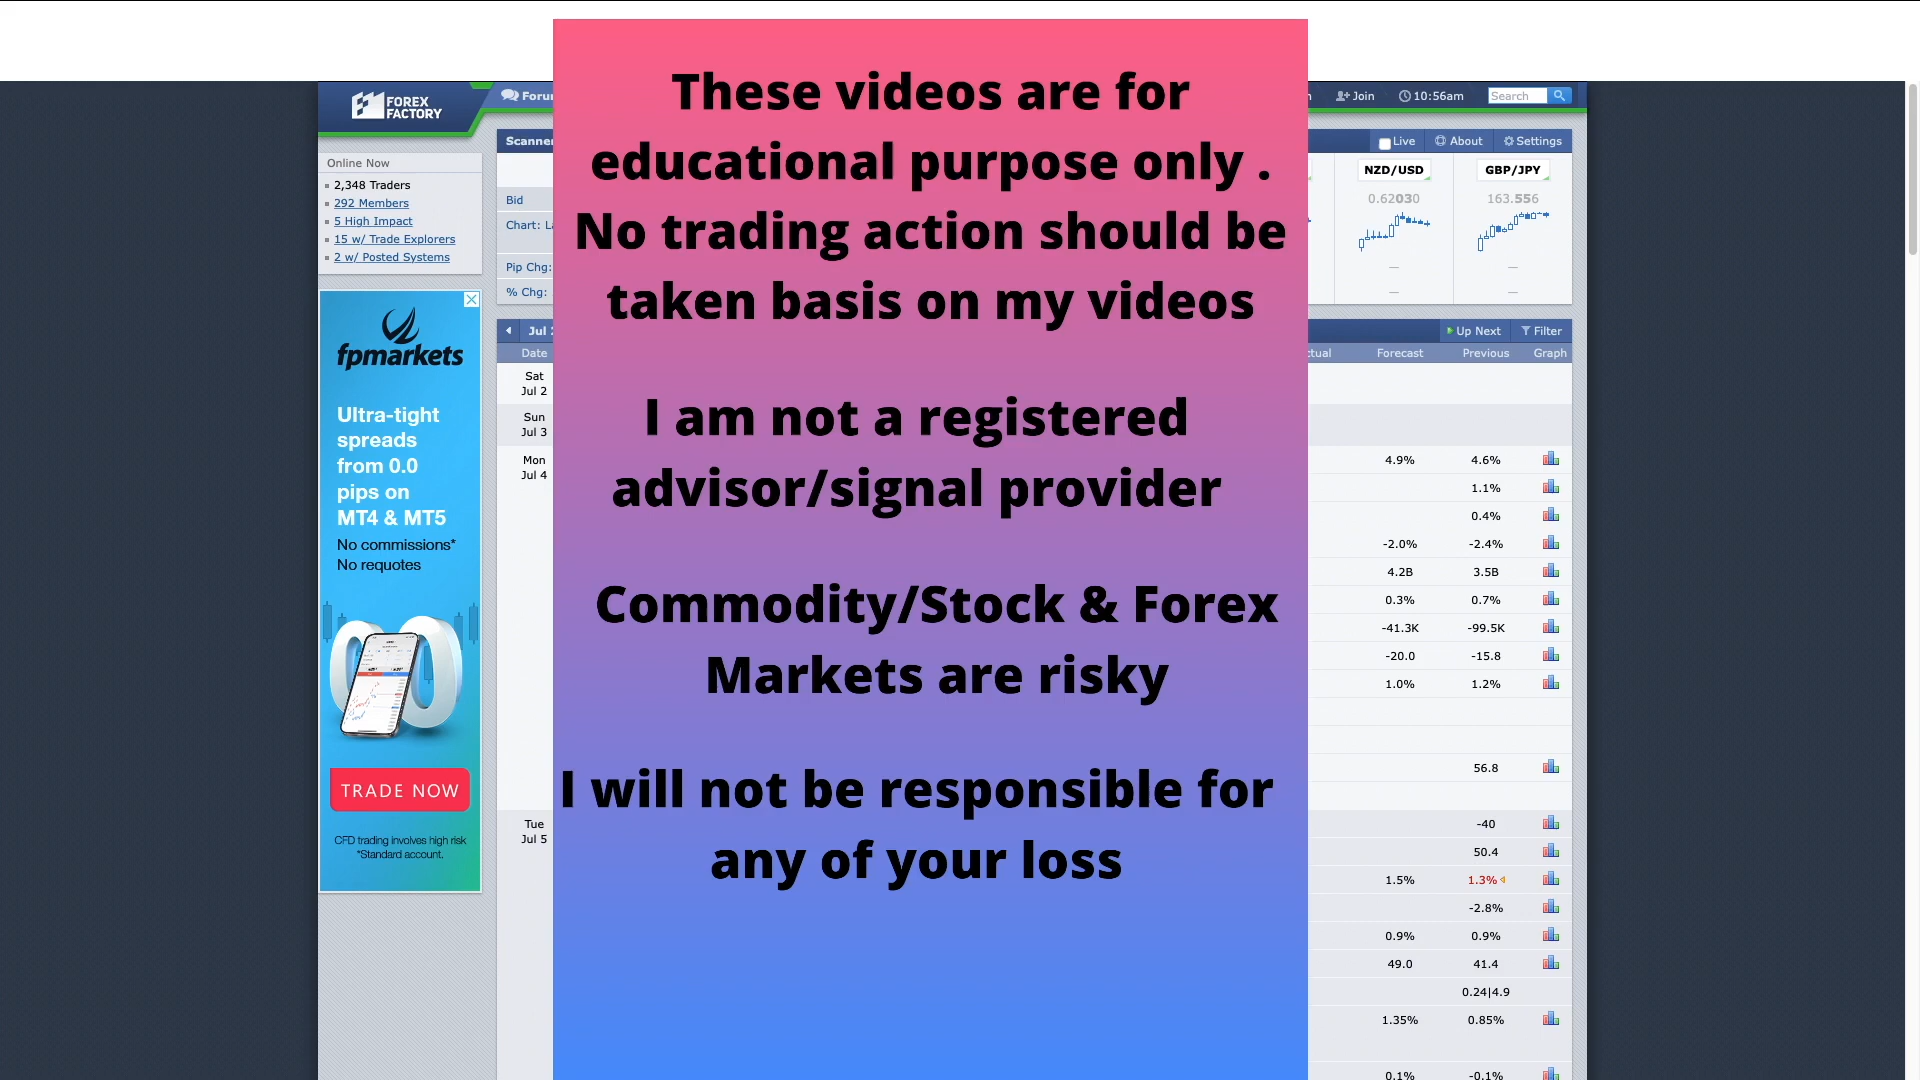 FOREX
FACTORY
Join
10:56am
Search
Online Now
2,348 Traders
292 Members
5 High Impact
15 w/ Trade Explorers
2 w/ Posted Systems
fpmarkets
Ultra-tight
spreads
from 0.0
pips on
MT4 & MT5
No commissions*
No requotes
TRADE NOW
CFD trading involves high risk
*Standard account.
Bid
Chart:
Pip Chg:
% Chg:
Live
About
Settings
NZD/USD
GBP/JPY
0.62030
163.556
—
—
—
—
These videos are for
educational purpose only .
No trading action should be
taken basis on my videos
I am not a registered
advisor/signal provider
Commodity/Stock & Forex
Markets are risky
I will not be responsible for
any of your loss
Jul
Up Next
Filter
Date
Forecast
Previous
Graph
Sat
Jul 2
Sun
Jul 3
Mon
Jul 4
4.9% 4.6%
1.1%
0.4%
-2.0% -2.4%
4.2B 3.5B
0.3% 0.7%
-41.3K -99.5K
-20.0 -15.8
1.0% 1.2%
56.8
Tue
Jul 5
-40
50.4
1.5% 1.3%
-2.8%
0.9% 0.9%
49.0 41.4
0.24|4.9
1.35% 0.85%
0.1% -0.1%